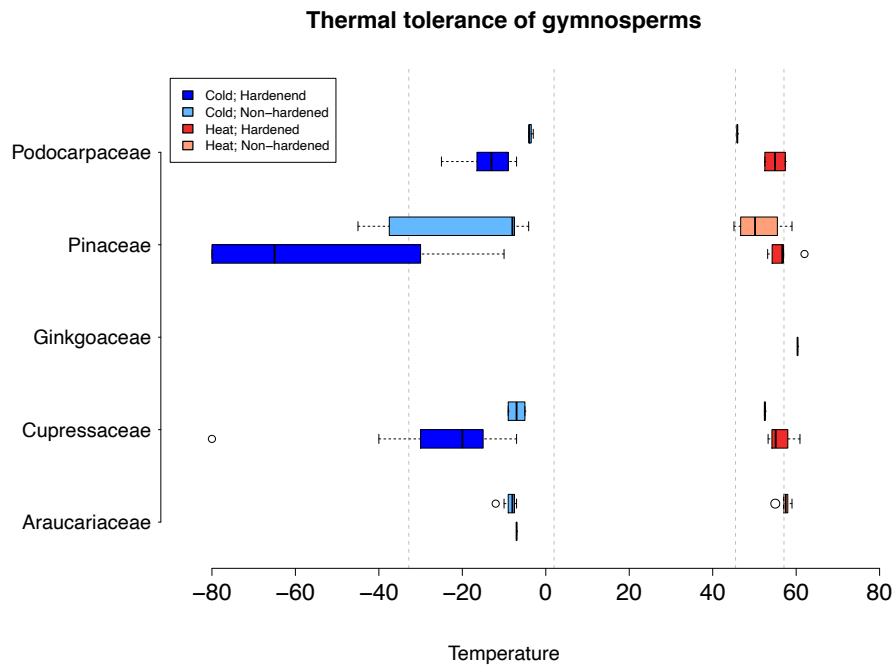 Thermal tolerance of gymnosperms
Cold; Hardenend
Cold; Non−hardened
Heat; Hardened
Heat; Non−hardened
Podocarpaceae
Pinaceae
Ginkgoaceae
Cupressaceae
Araucariaceae
−80 −60 −40 −20 0 20 40 60 80
Temperature